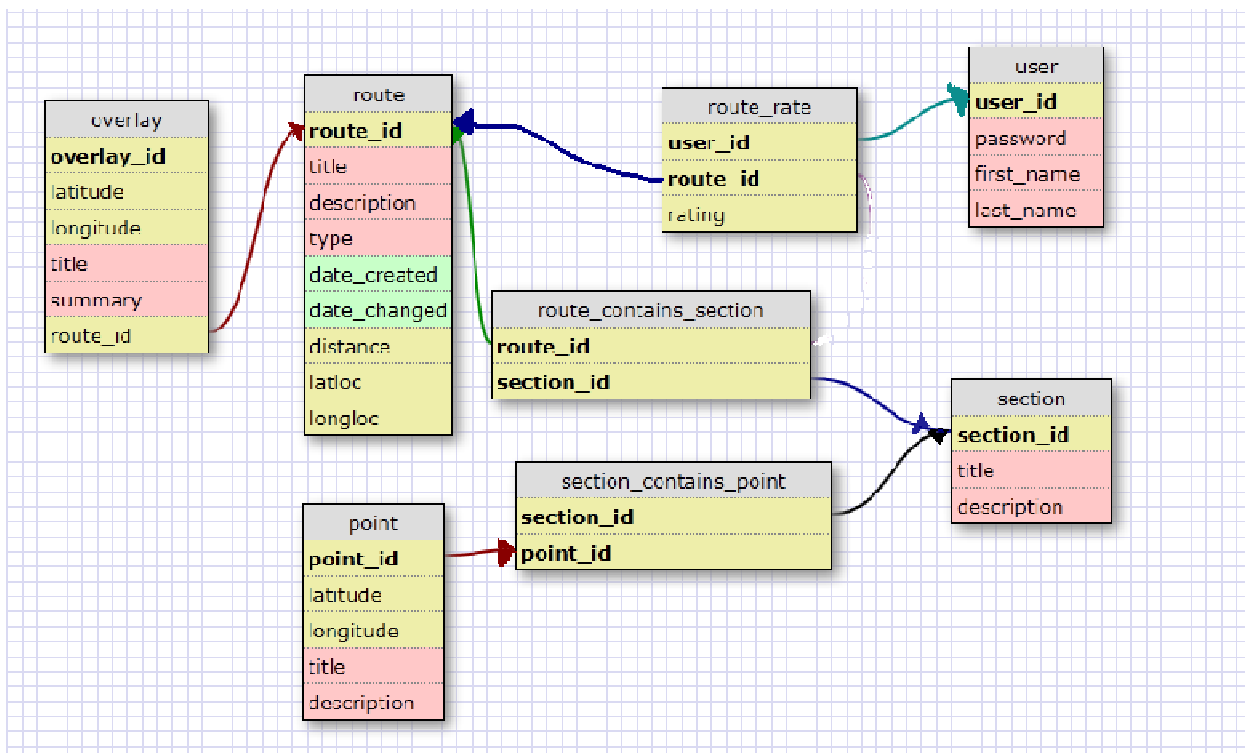 overlay
overlay_id
latitude
longitude
title
summary
route_id
route
route_id
title
description
type
date_created
date_changed
distance
latloc
longloc
route_rate
user_id
route_id
rating
user
user_id
password
first_name
last_name
route_contains_section
route_id
section_id
section
section_id
title
description
section_contains_point
section_id
point_id
point
point_id
latitude
longitude
title
description